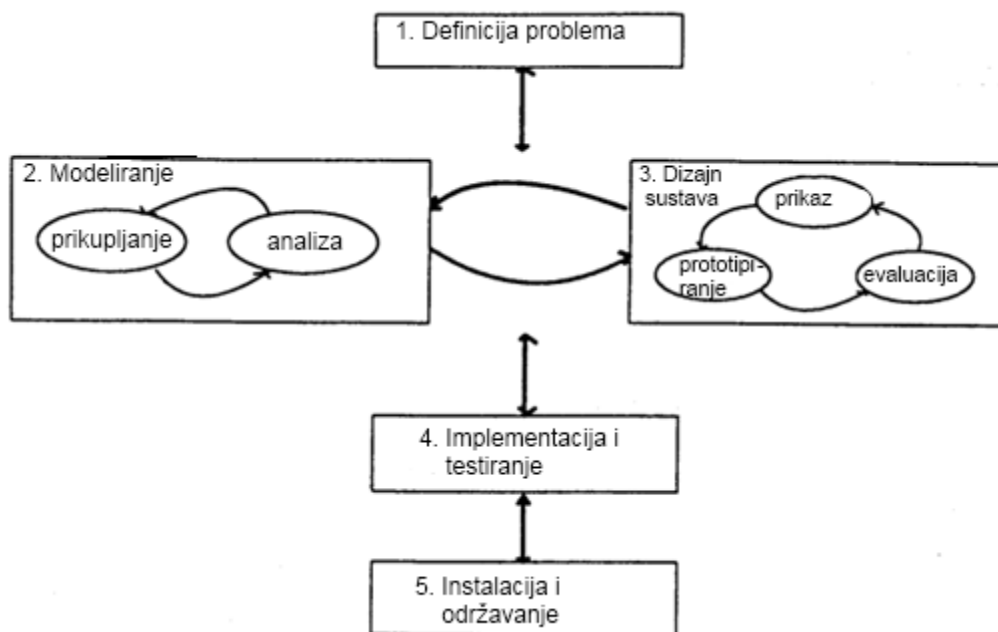 1. Definicija problema
2. Modeliranje
prikupljanje
analiza
3. Dizajn
sustava
prikaz
prototipi-
ranje
evaluacija
4. Implementacija i
testiranje
5. Instalacija i
održavanje